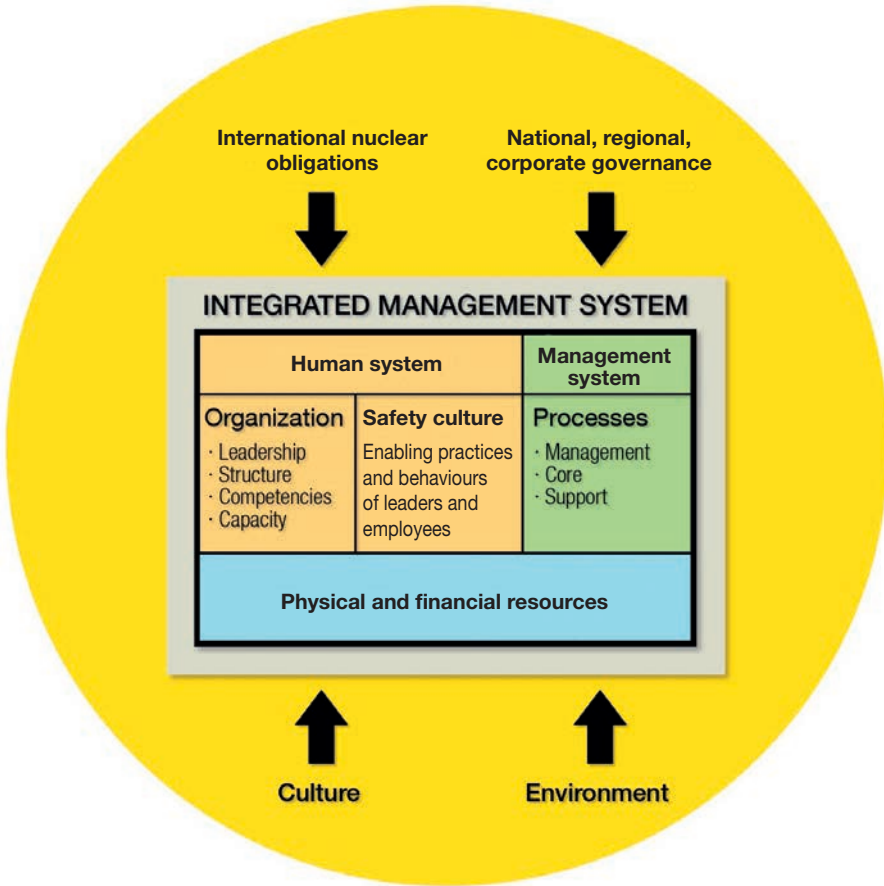 International nuclear
obligations
National, regional,
corporate governance
INTEGRATED MANAGEMENT SYSTEM
Human system
Management
system
Organization
· Leadership
· Structure
· Competencies
· Capacity
Safety culture
Enabling practices
and behaviours
of leaders and
employees
Processes
· Management
· Core
· Support
Physical and financial resources
Culture
Environment